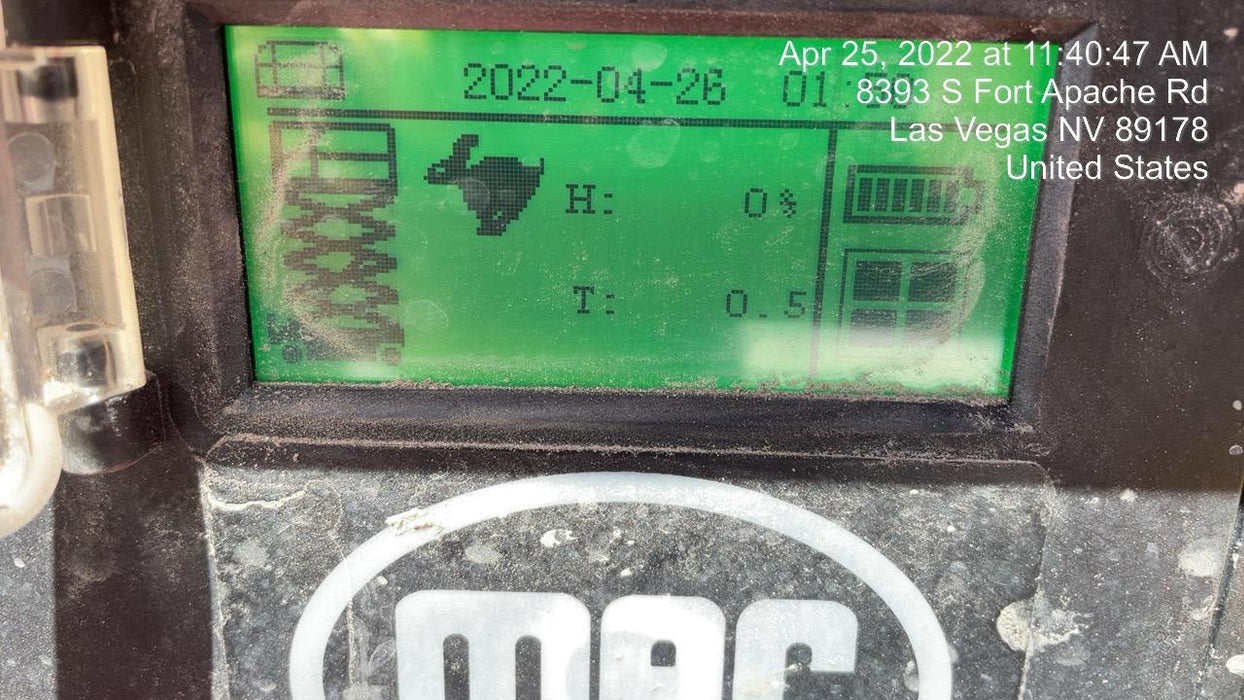 Apr 25, 2022 at 11:40:47 AM
8393 S Fort Apache Rd
Las Vegas NV 89178
United States
2022-04-26
H: 0%
T: 0.5
MAC